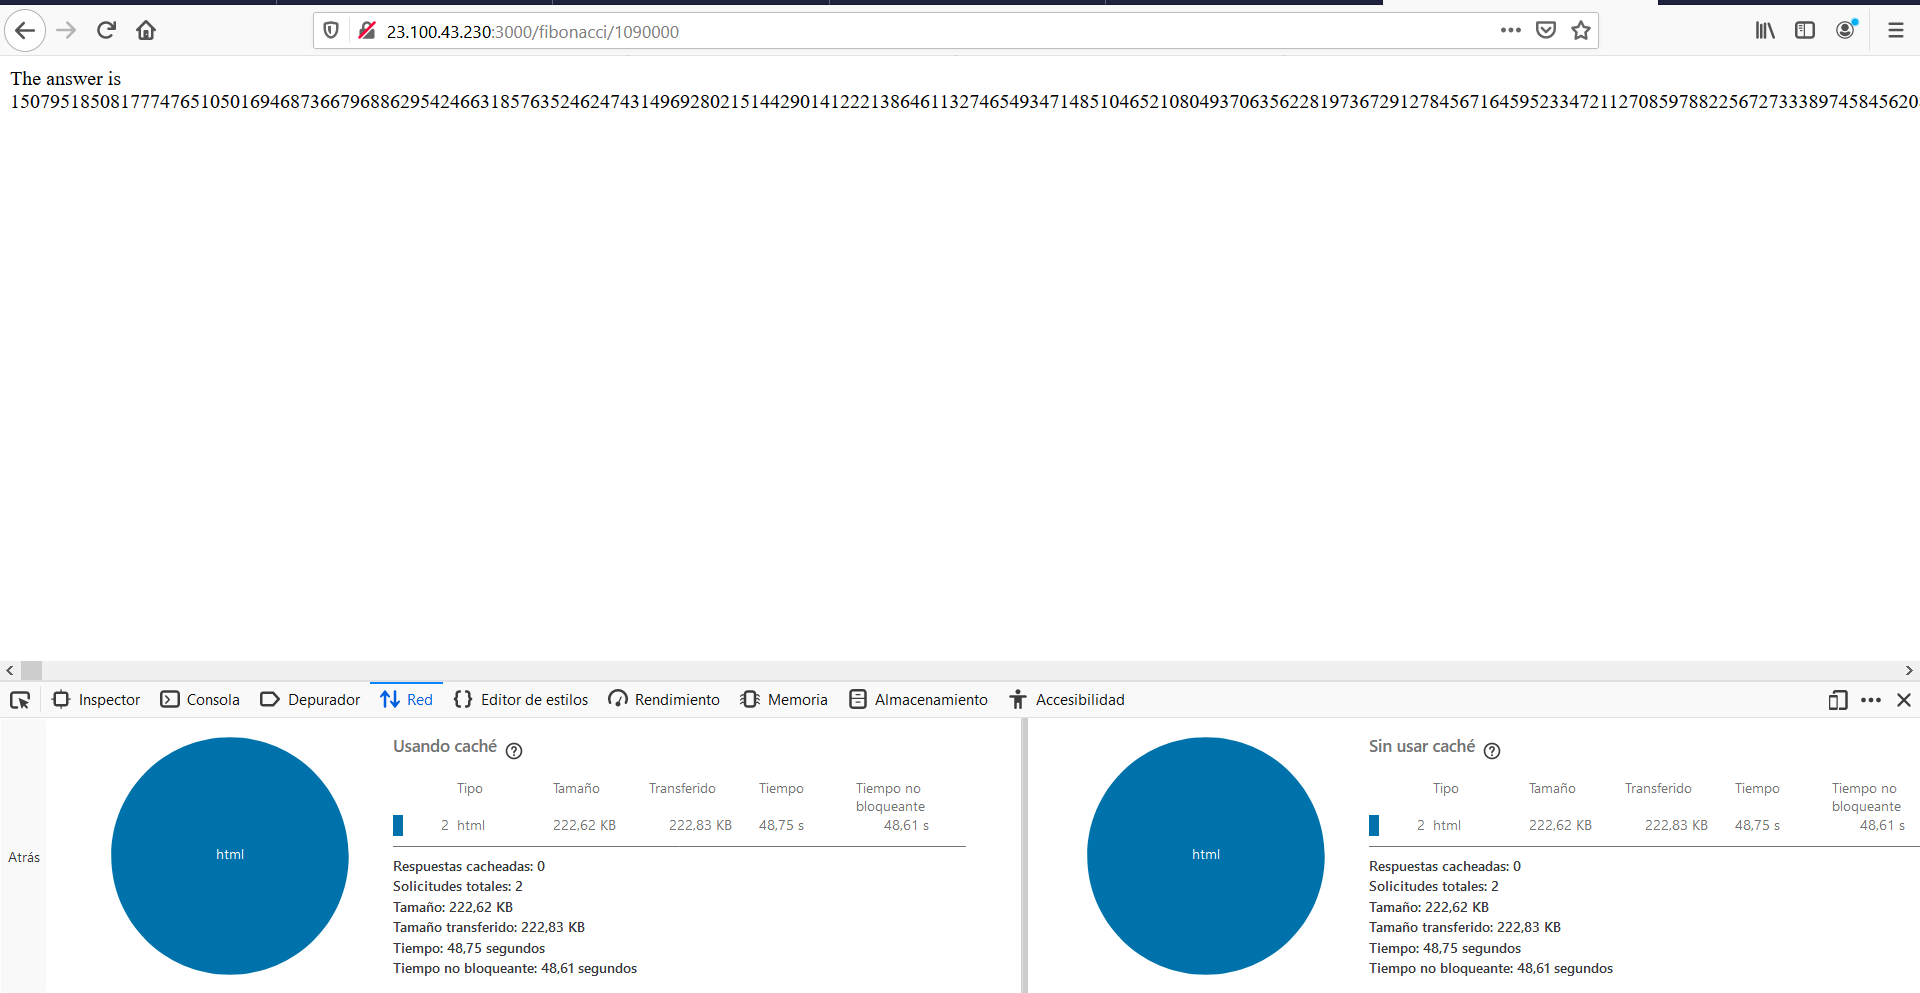 23.100.43.230:3000/fibonacci/1090000
The answer is
150795185081777476510501694687366796886295424663185763524624743149692802151442901412221386461132746549347148510465210804937063562281973672912784567164595233472112708597882256727333897458456208
Inspector Consola Depurador Red Editor de estilos Rendimiento Memoria Almacenamiento Accesibilidad
Atrás
html
Usando caché
Tipo Tamaño Transferido Tiempo Tiempo no
bloqueante
2 html 222,62 KB 222,83 KB 48,75 s 48,61 s
Respuestas cacheadas: 0
Solicitudes totales: 2
Tamaño: 222,62 KB
Tamaño transferido: 222,83 KB
Tiempo: 48,75 segundos
Tiempo no bloqueante: 48,61 segundos
html
Sin usar caché
Tipo Tamaño Transferido Tiempo Tiempo no
bloqueante
2 html 222,62 KB 222,83 KB 48,75 s 48,61 s
Respuestas cacheadas: 0
Solicitudes totales: 2
Tamaño: 222,62 KB
Tamaño transferido: 222,83 KB
Tiempo: 48,75 segundos
Tiempo no bloqueante: 48,61 segundos